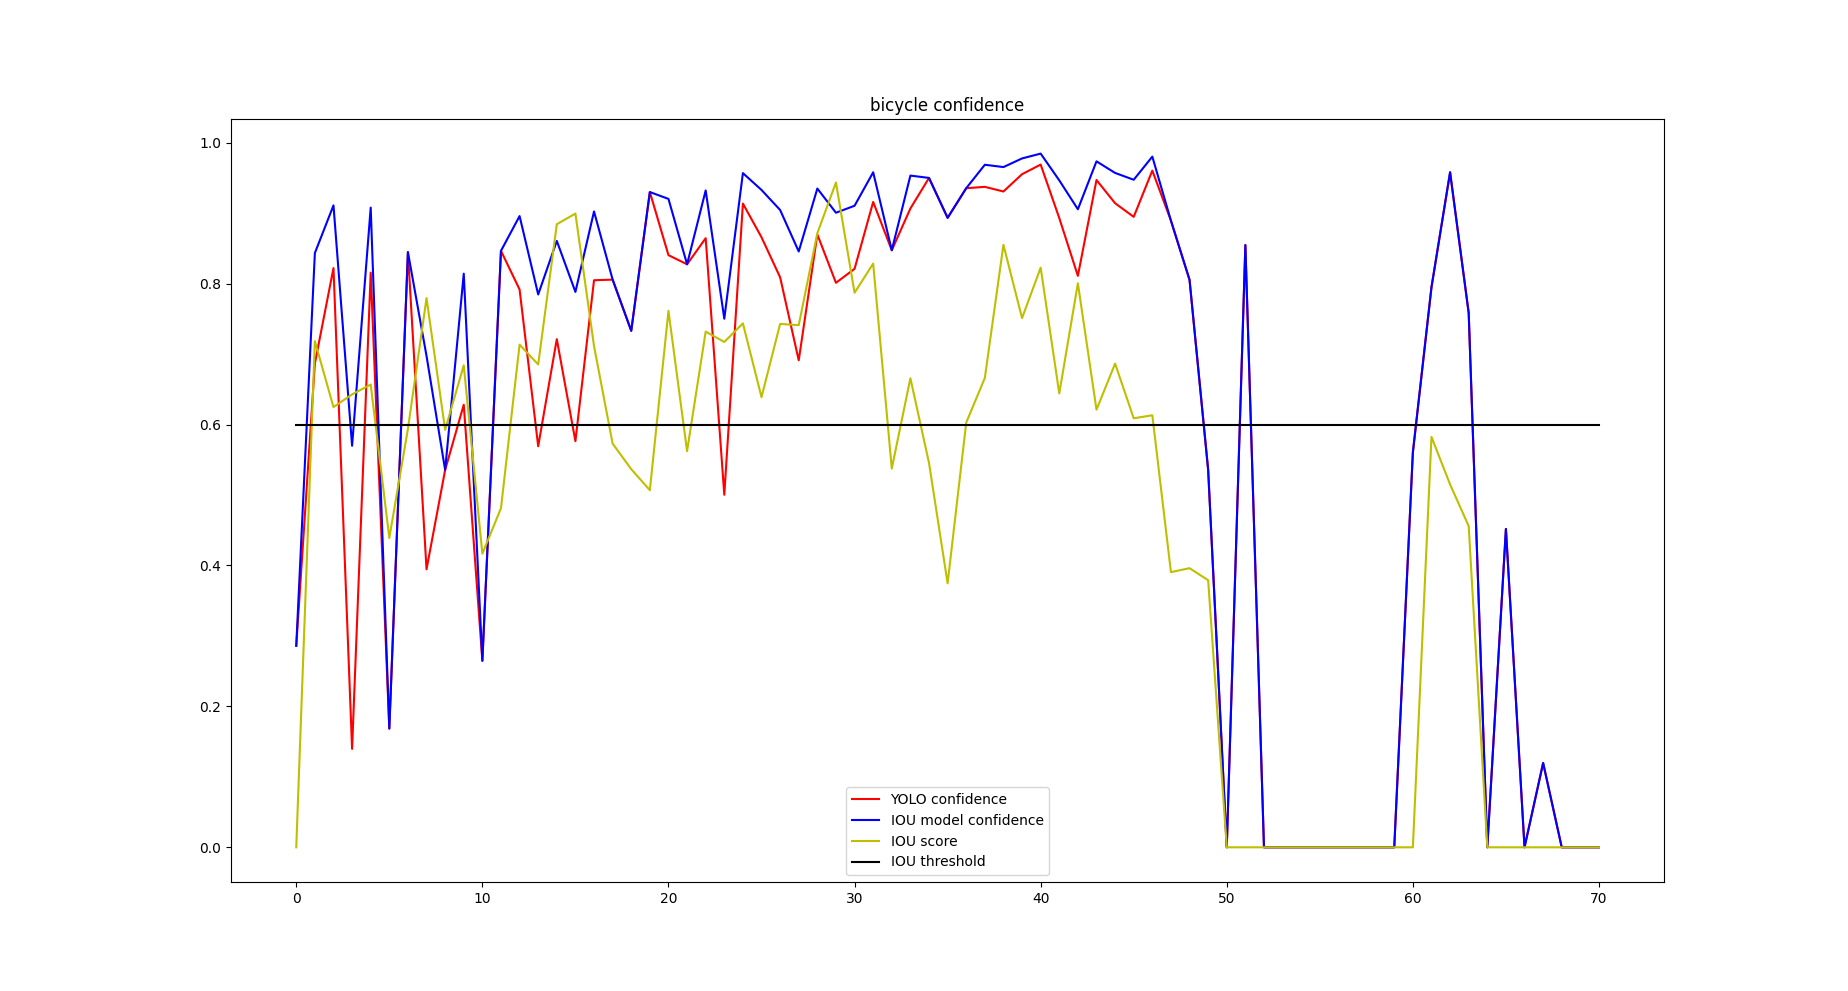 bicycle confidence
1.0
0.8
0.6
0.4
0.2
0.0
YOLO confidence
IOU model confidence
IOU score
IOU threshold
0 10 20 30 40 50 60 70